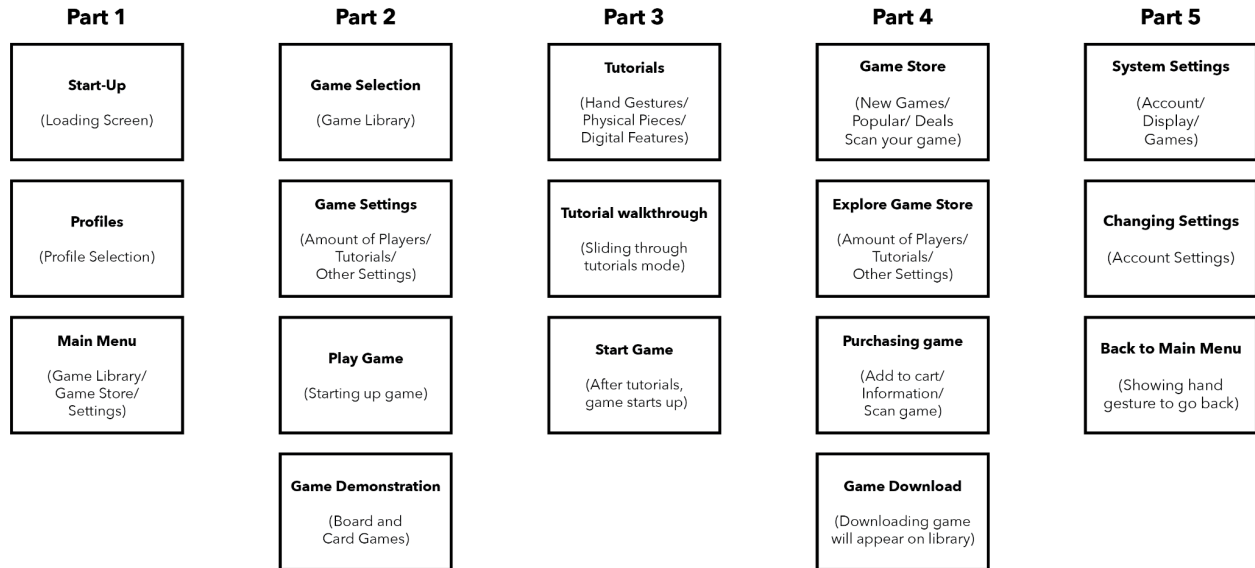 Part 1
Start-Up
(Loading Screen)
Profiles
(Profile Selection)
Main Menu
(Game Library/
Game Store/
Settings)
Part 2
Game Selection
(Game Library)
Game Settings
(Amount of Players/
Tutorials/
Other Settings)
Play Game
(Starting up game)
Game Demonstration
(Board and
Card Games)
Part 3
Tutorials
(Hand Gestures/
Physical Pieces/
Digital Features)
Tutorial walkthrough
(Sliding through
tutorials mode)
Start Game
(After tutorials,
game starts up)
Part 4
Game Store
(New Games/
Popular/ Deals
Scan your game)
Explore Game Store
(Amount of Players/
Tutorials/
Other Settings)
Purchasing game
(Add to cart/
Information/
Scan game)
Game Download
(Downloading game
will appear on library)
Part 5
System Settings
(Account/
Display/
Games)
Changing Settings
(Account Settings)
Back to Main Menu
(Showing hand
gesture to go back)